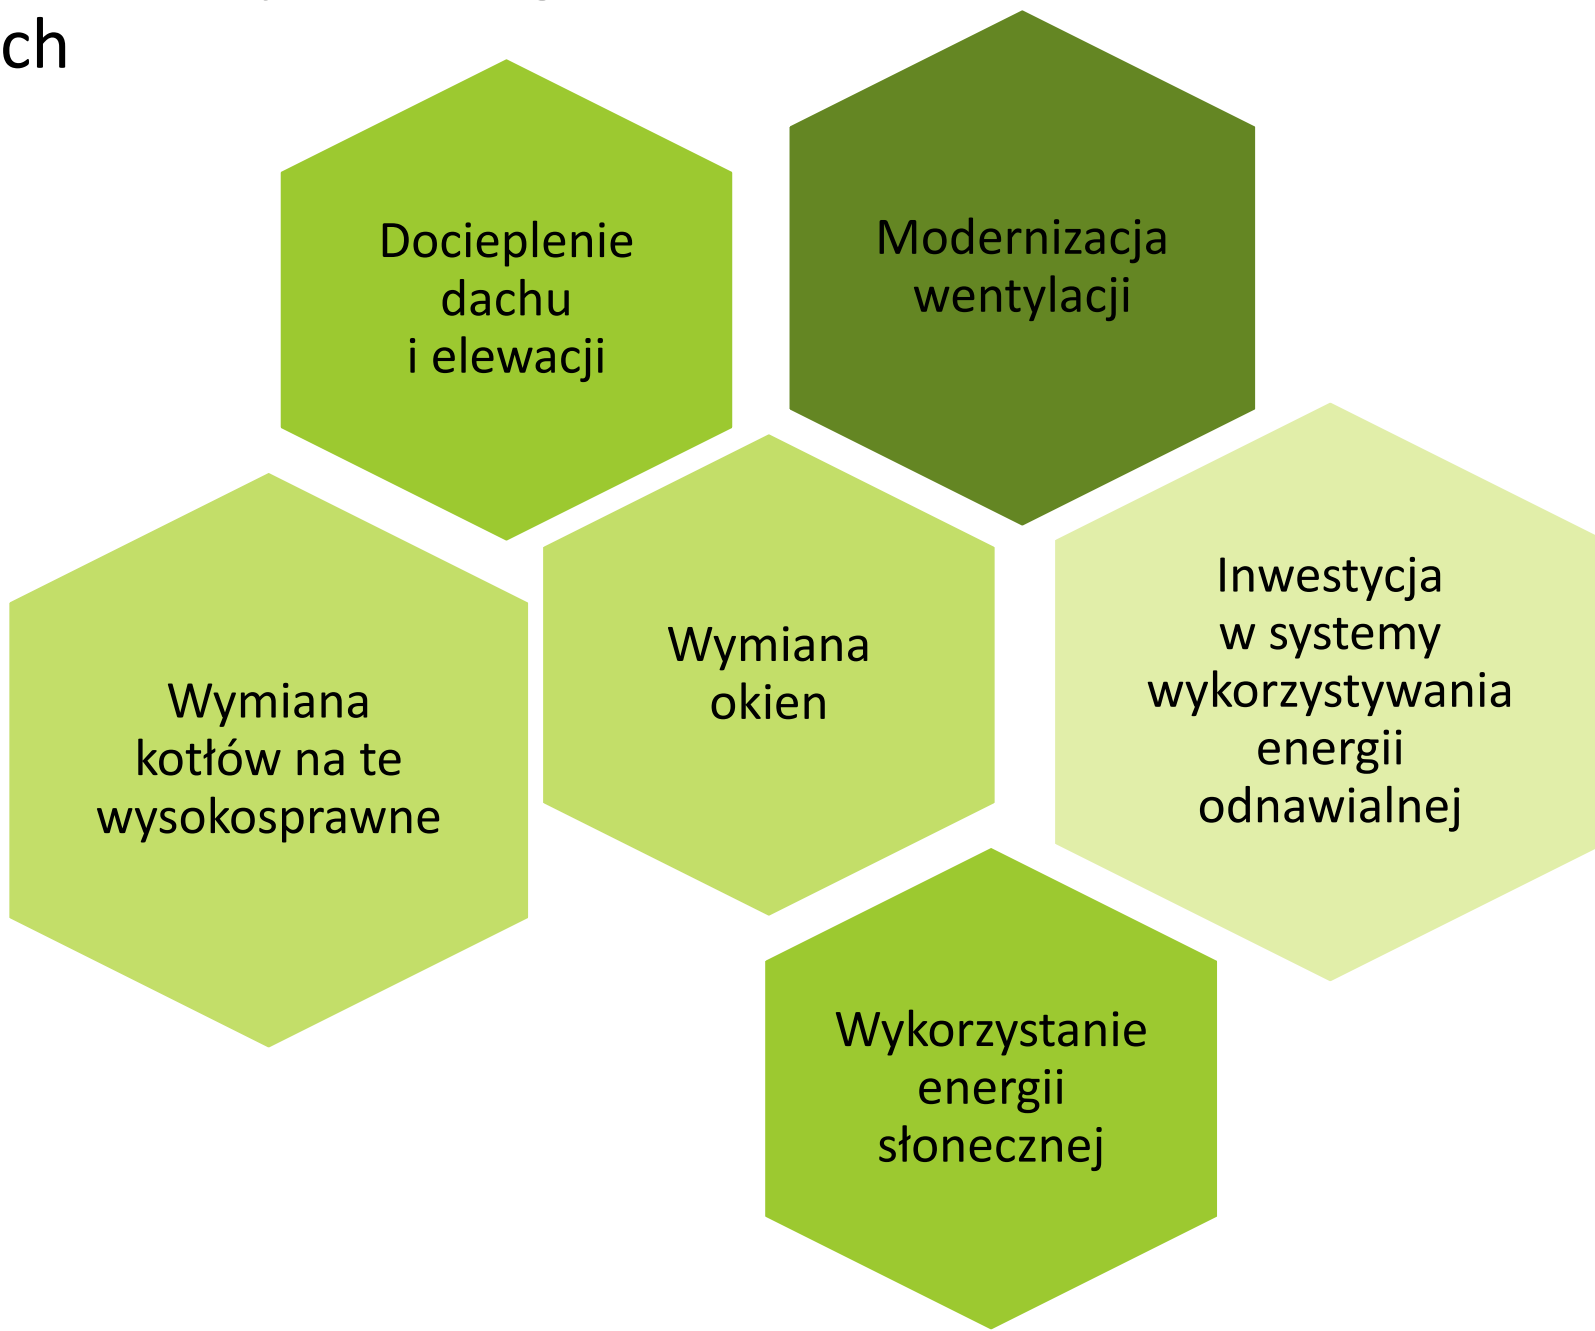 ch
Docieplenie
dachu
i elewacji
Modernizacja
wentylacji
Wymiana
kotłów na te
wysokosprawne
Wymiana
okien
Inwestycja
w systemy
wykorzystywania
energii
odnawialnej
Wykorzystanie
energii
słonecznej